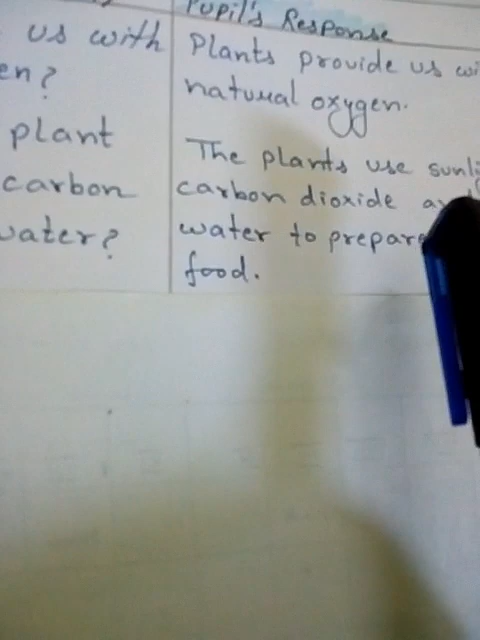 Pupil's Response
us with
en?
plant
carbon
water?
Plants provide us wi
natural oxygen.
The plants use sunli
carbon dioxide
water to prepare
food.